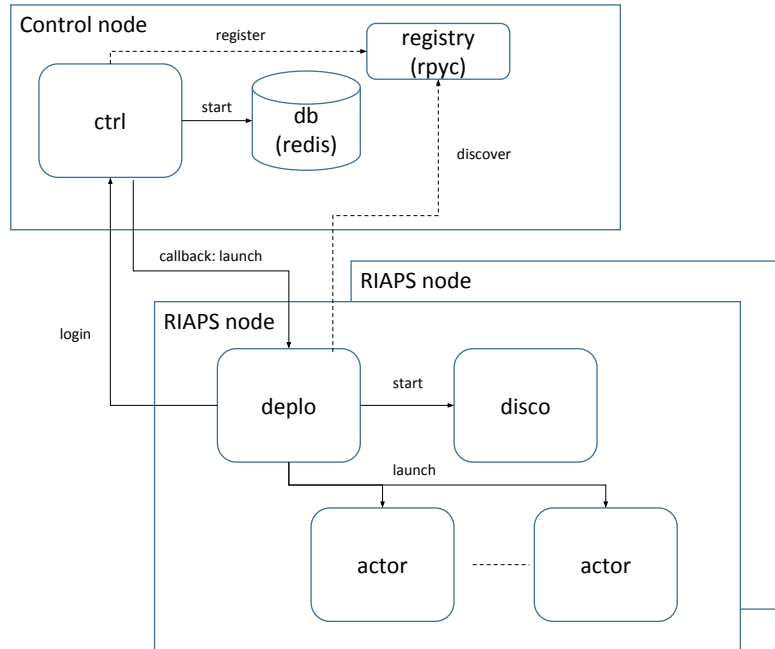 Control node
register
registry
(rpyc)
ctrl
start
db
(redis)
discover
callback: launch
RIAPS node
RIAPS node
login
deplo
start
disco
launch
actor
actor